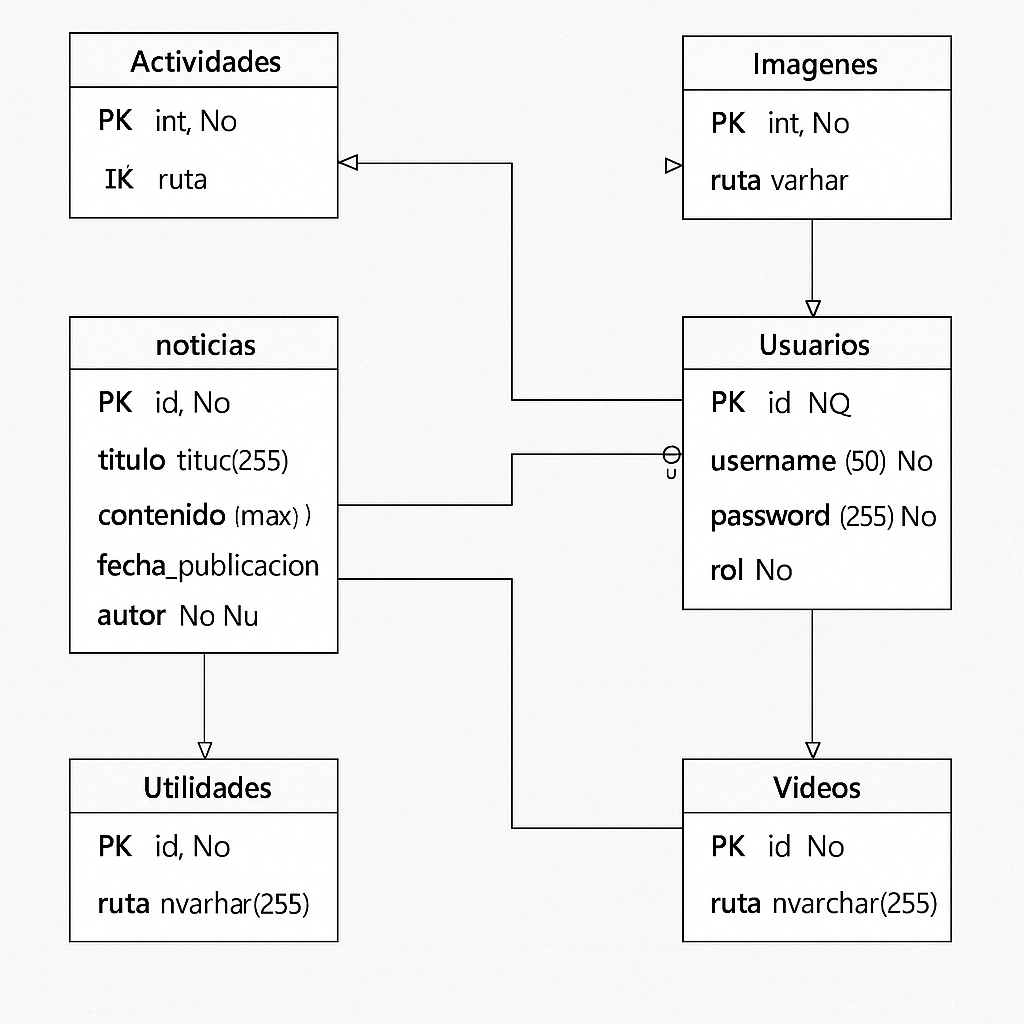 Actividades
PK int, No
IḰ ruta
Imagenes
PK int, No
ruta varhar
noticias
PK id, No
titulo tituc(255)
contenido (max) )
fecha_publicacion
autor No Nu
Usuarios
PK id NQ
username (50) No
password (255) No
rol No
Utilidades
PK id, No
ruta nvarhar(255)
Videos
PK id No
ruta nvarchar(255)